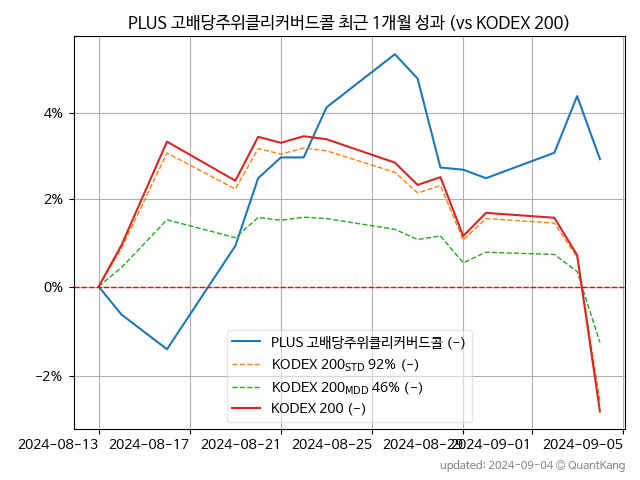 PLUS 고배당주위클리커버드콜 최근 1개월 성과 (vs KODEX 200)
4%
2%
0%
−2%
PLUS 고배당주위클리커버드콜 (-)
KODEX 200STD 92% (-)
KODEX 200MDD 46% (-)
KODEX 200 (-)
2024-08-13 2024-08-17 2024-08-21 2024-08-25 2024-08-29 2024-09-01 2024-09-05
updated: 2024-09-04 © QuantKang